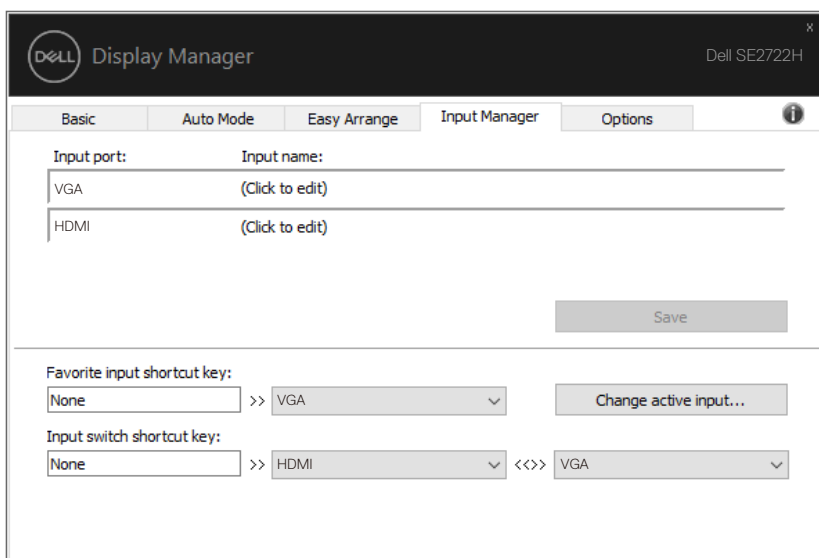 x
DELL Display Manager
Dell SE2722H
Basic Auto Mode Easy Arrange Input Manager Options i
Input port: Input name:
VGA (Click to edit)
HDMI (Click to edit)
Save
Favorite input shortcut key:
None >> VGA Change active input...
Input switch shortcut key:
None >> HDMI <<>> VGA